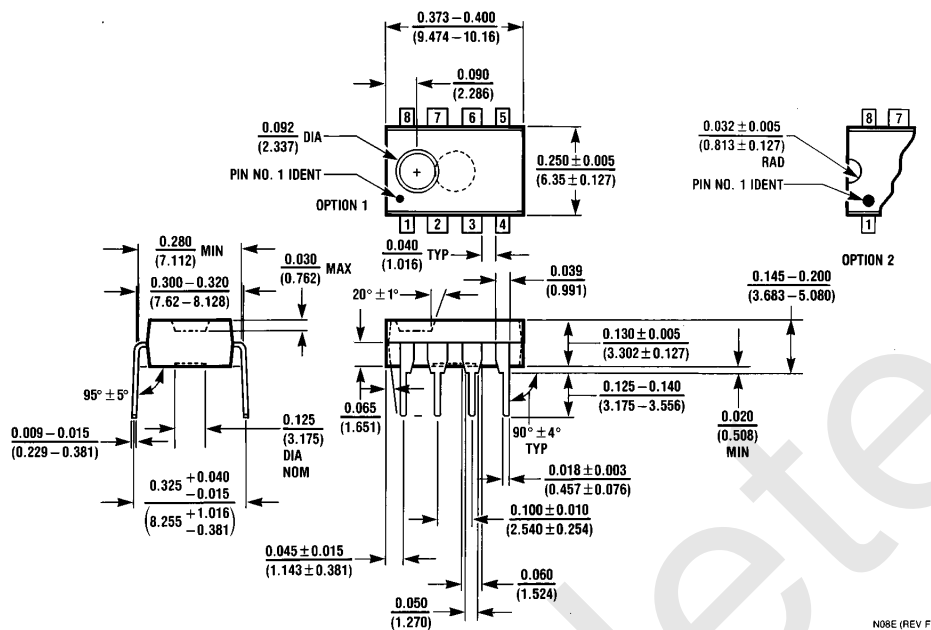 0.373 – 0.400
(9.474 – 10.16)
0.090
(2.286)
8 7 6 5
0.092 DIA
(2.337)
PIN NO. 1 IDENT
OPTION 1
0.250 ± 0.005
(6.35 ± 0.127)
1 2 3 4
0.032 ± 0.005
(0.813 ± 0.127)
RAD
PIN NO. 1 IDENT
8 7
1
OPTION 2
0.280 MIN
(7.112)
0.300 – 0.320
(7.62 – 8.128)
0.030 MAX
(0.762)
0.040 TYP
(1.016)
0.039
(0.991)
20° ± 1°
0.145 – 0.200
(3.683 – 5.080)
0.130 ± 0.005
(3.302 ± 0.127)
95° ± 5°
0.065
(1.651)
0.125 – 0.140
(3.175 – 3.556)
0.020
(0.508)
MIN
90° ± 4°
TYP
0.009 – 0.015
(0.229 – 0.381)
0.125
(3.175)
DIA
NOM
0.018 ± 0.003
(0.457 ± 0.076)
0.325 +0.040
−0.015
(8.255 +1.016
−0.381)
0.100 ± 0.010
(2.540 ± 0.254)
0.045 ± 0.015
(1.143 ± 0.381)
0.060
(1.524)
0.050
(1.270)
N08E (REV F
lete